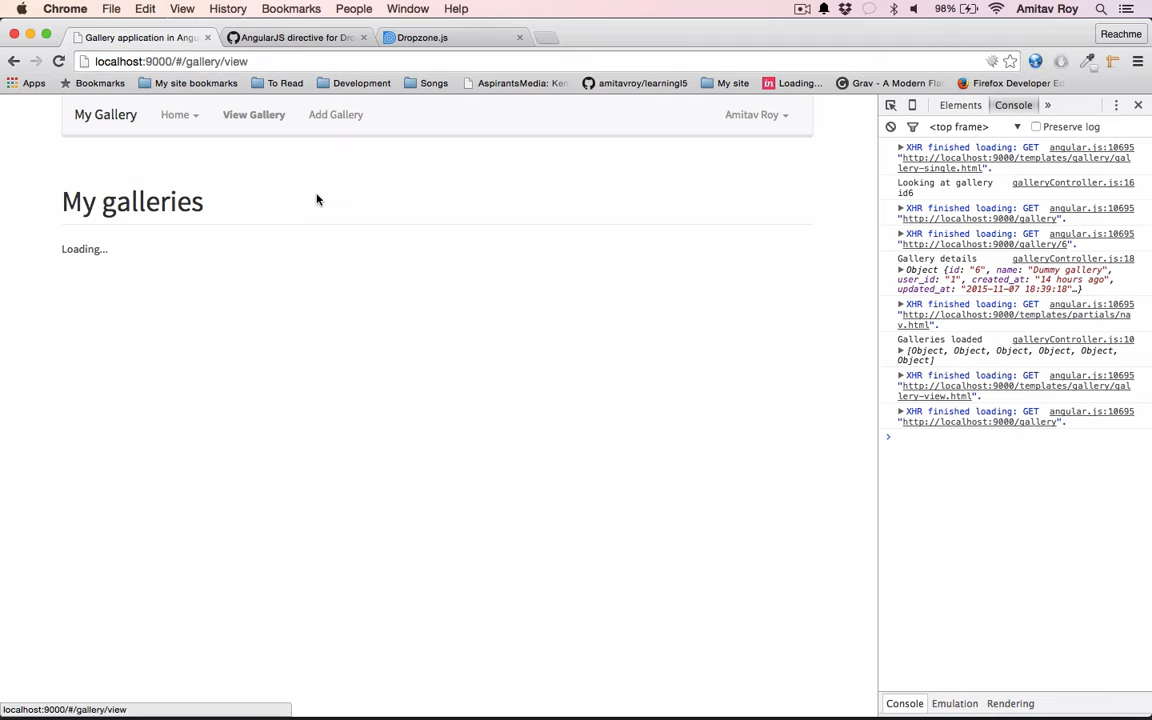 Chrome File Edit View History Bookmarks People Window Help 98% Amitav Roy
Gallery application in Angu AngularJS directive for Dro Dropzone.js Reachme
localhost:9000/#/gallery/view
Apps Bookmarks My site bookmarks To Read Development Songs AspirantsMedia: Ken amitavroy/learningl5 My site Loading... Grav - A Modern Fla Firefox Developer Ed
My Gallery Home View Gallery Add Gallery Amitav Roy
My galleries
Loading...
localhost:9000/#/gallery/view
Elements Console »
<top frame> Preserve log
XHR finished loading: GET angular.js:10695
"http://localhost:9000/templates/gallery/gal
lery-single.html".
Looking at gallery galleryController.js:16
id6
XHR finished loading: GET angular.js:10695
"http://localhost:9000/gallery".
XHR finished loading: GET angular.js:10695
"http://localhost:9000/gallery/6".
Gallery details galleryController.js:18
Object {id: "6", name: "Dummy gallery",
user_id: "1", created_at: "14 hours ago",
updated_at: "2015-11-07 18:39:18"…}
XHR finished loading: GET angular.js:10695
"http://localhost:9000/templates/partials/na
v.html".
Galleries loaded galleryController.js:10
[Object, Object, Object, Object, Object,
Object]
XHR finished loading: GET angular.js:10695
"http://localhost:9000/templates/gallery/gal
lery-view.html".
XHR finished loading: GET angular.js:10695
"http://localhost:9000/gallery".
>
Console Emulation Rendering